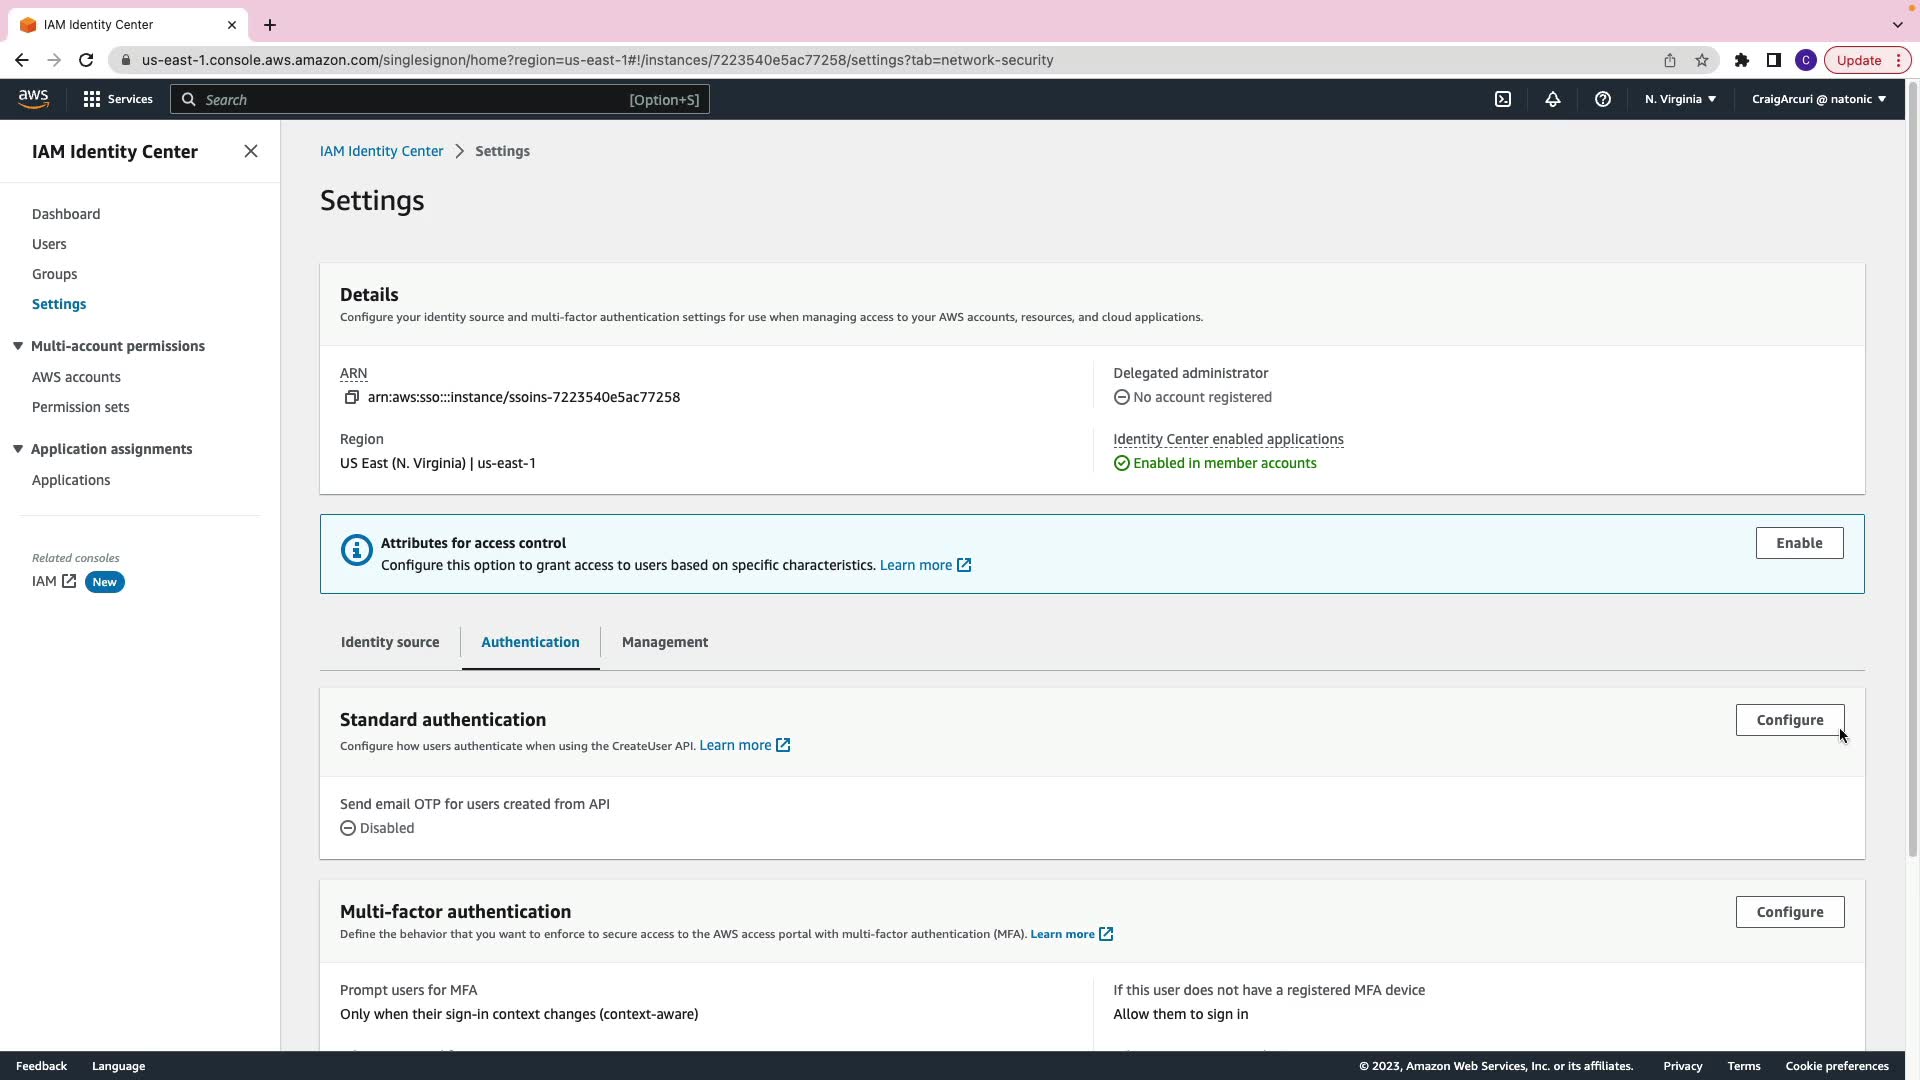 IAM Identity Center
us-east-1.console.aws.amazon.com/singlesignon/home?region=us-east-1#!/instances/7223540e5ac77258/settings?tab=network-security
C
Update
aws
Services
Search
[Option+S]
N. Virginia
CraigArcuri @ natonic
IAM Identity Center
Dashboard
Users
Groups
Settings
Multi-account permissions
AWS accounts
Permission sets
Application assignments
Applications
Related consoles
IAM
New
IAM Identity Center
Settings
Settings
Details
Configure your identity source and multi-factor authentication settings for use when managing access to your AWS accounts, resources, and cloud applications.
ARN
arn:aws:sso:::instance/ssoins-7223540e5ac77258
Delegated administrator
No account registered
Region
US East (N. Virginia) | us-east-1
Identity Center enabled applications
Enabled in member accounts
Attributes for access control
Configure this option to grant access to users based on specific characteristics. Learn more
Enable
Identity source
Authentication
Management
Standard authentication
Configure how users authenticate when using the CreateUser API. Learn more
Configure
Send email OTP for users created from API
Disabled
Multi-factor authentication
Define the behavior that you want to enforce to secure access to the AWS access portal with multi-factor authentication (MFA). Learn more
Configure
Prompt users for MFA
Only when their sign-in context changes (context-aware)
If this user does not have a registered MFA device
Allow them to sign in
Feedback
Language
© 2023, Amazon Web Services, Inc. or its affiliates.
Privacy
Terms
Cookie preferences